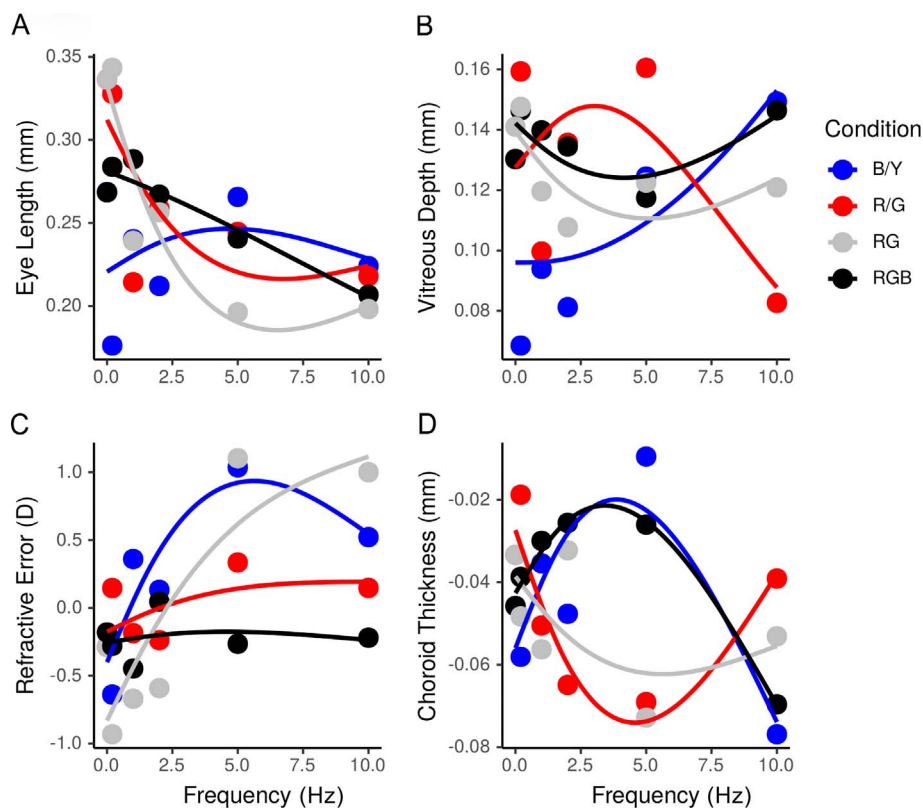 A
Eye Length (mm)
0.35
0.30
0.25
0.20
0.0 2.5 5.0 7.5 10.0
B
Vitreous Depth (mm)
0.16
0.14
0.12
0.10
0.08
0.0 2.5 5.0 7.5 10.0
Condition
B/Y
R/G
RG
RGB
C
Refractive Error (D)
1.0
0.5
0.0
-0.5
-1.0
0.0 2.5 5.0 7.5 10.0
Frequency (Hz)
D
Choroid Thickness (mm)
-0.02
-0.04
-0.06
-0.08
0.0 2.5 5.0 7.5 10.0
Frequency (Hz)